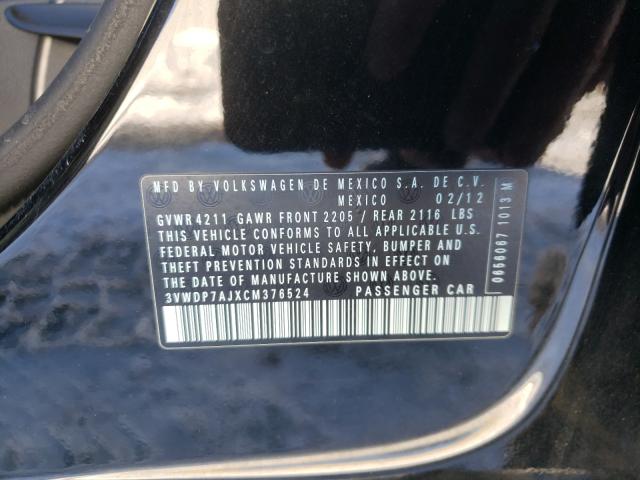 MFD BY VOLKSWAGEN DE MEXICO S.A. DE C.V.
MEXICO 02/12
GVWR 4211 GAWR FRONT 2205 / REAR 2116 LBS
THIS VEHICLE CONFORMS TO ALL APPLICABLE U.S.
FEDERAL MOTOR VEHICLE SAFETY, BUMPER AND
THEFT PREVENTION STANDARDS IN EFFECT ON
THE DATE OF MANUFACTURE SHOWN ABOVE.
3VWDP7AJXCM376524 PASSENGER CAR
0656067 1013 M